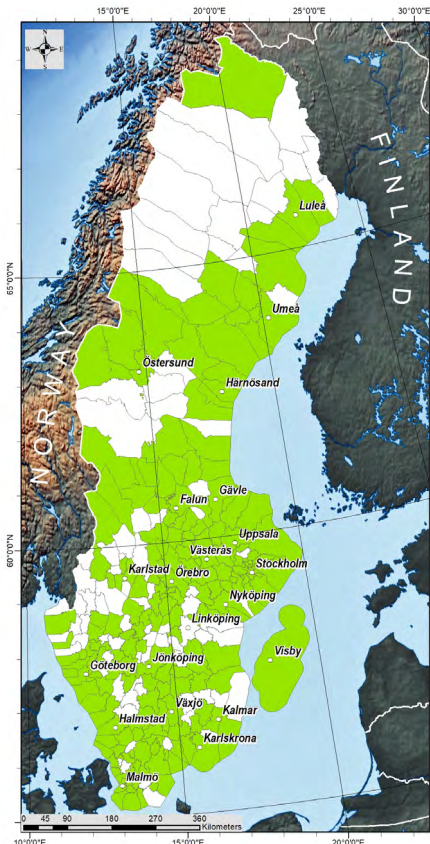 15°0'0"E 20°0'0"E 25°0'0"E 30°0'0"E
N
W E
S
FINLAND
Luleå
65°0'0"N
Umeå
NORWAY
Östersund
Härnösand
Gävle
Falun
60°0'0"N
Uppsala
Västerås
Stockholm
Karlstad
Örebro
Nyköping
Linköping
Visby
Jönköping
Göteborg
Växjö
Kalmar
Halmstad
Karlskrona
Malmö
0 45 90 180 270 360
Kilometers
10°0'0"E 15°0'0"E 20°0'0"E